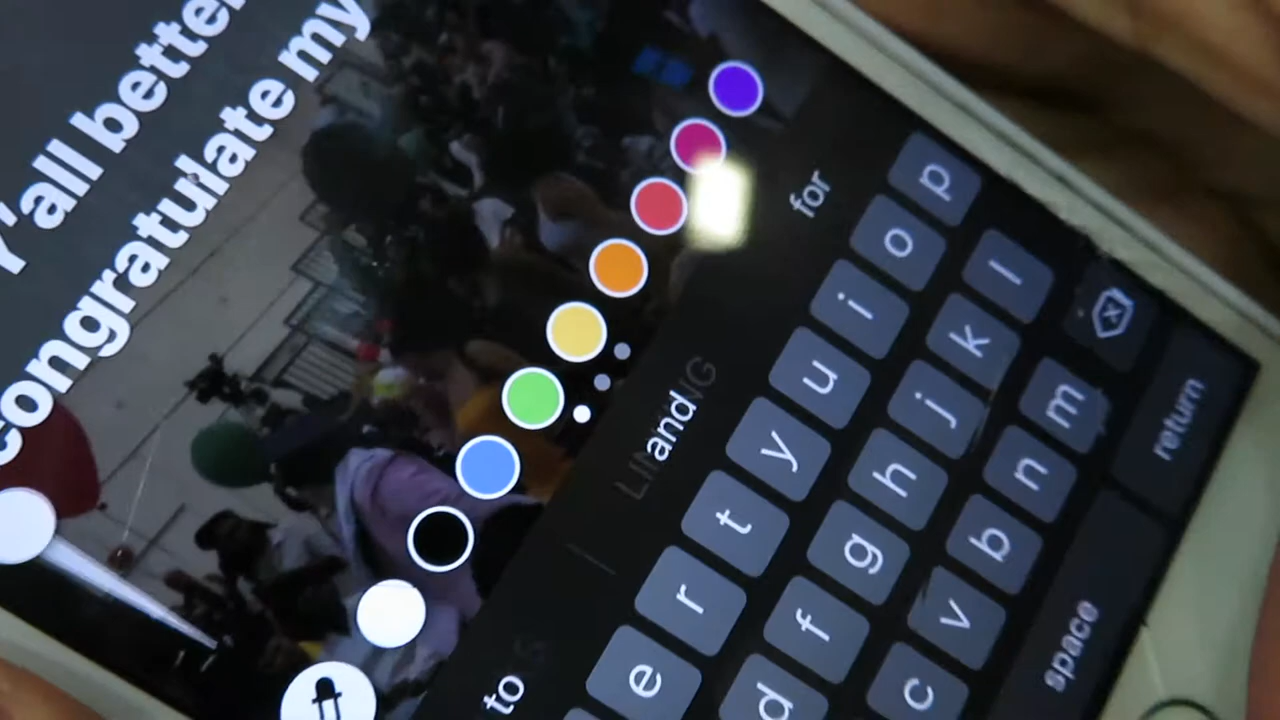 Y'all better
congratulate my
to
and
for
e r t y u i o p
d f g h j k l
c v b n m
space return